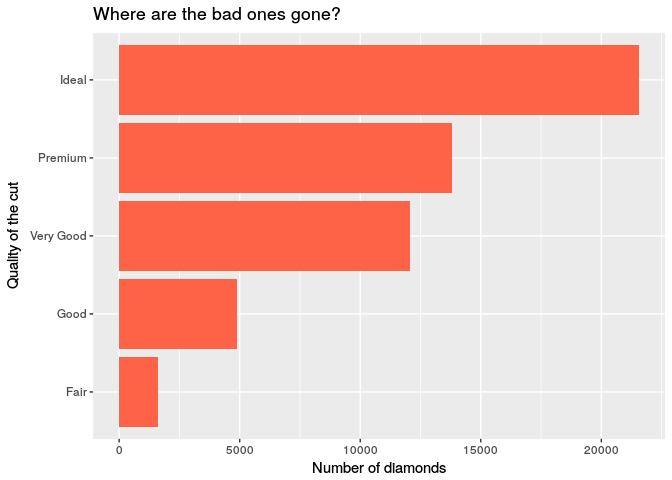 Where are the bad ones gone?
Quality of the cut
Ideal
Premium
Very Good
Good
Fair
0 5000 10000 15000 20000
Number of diamonds